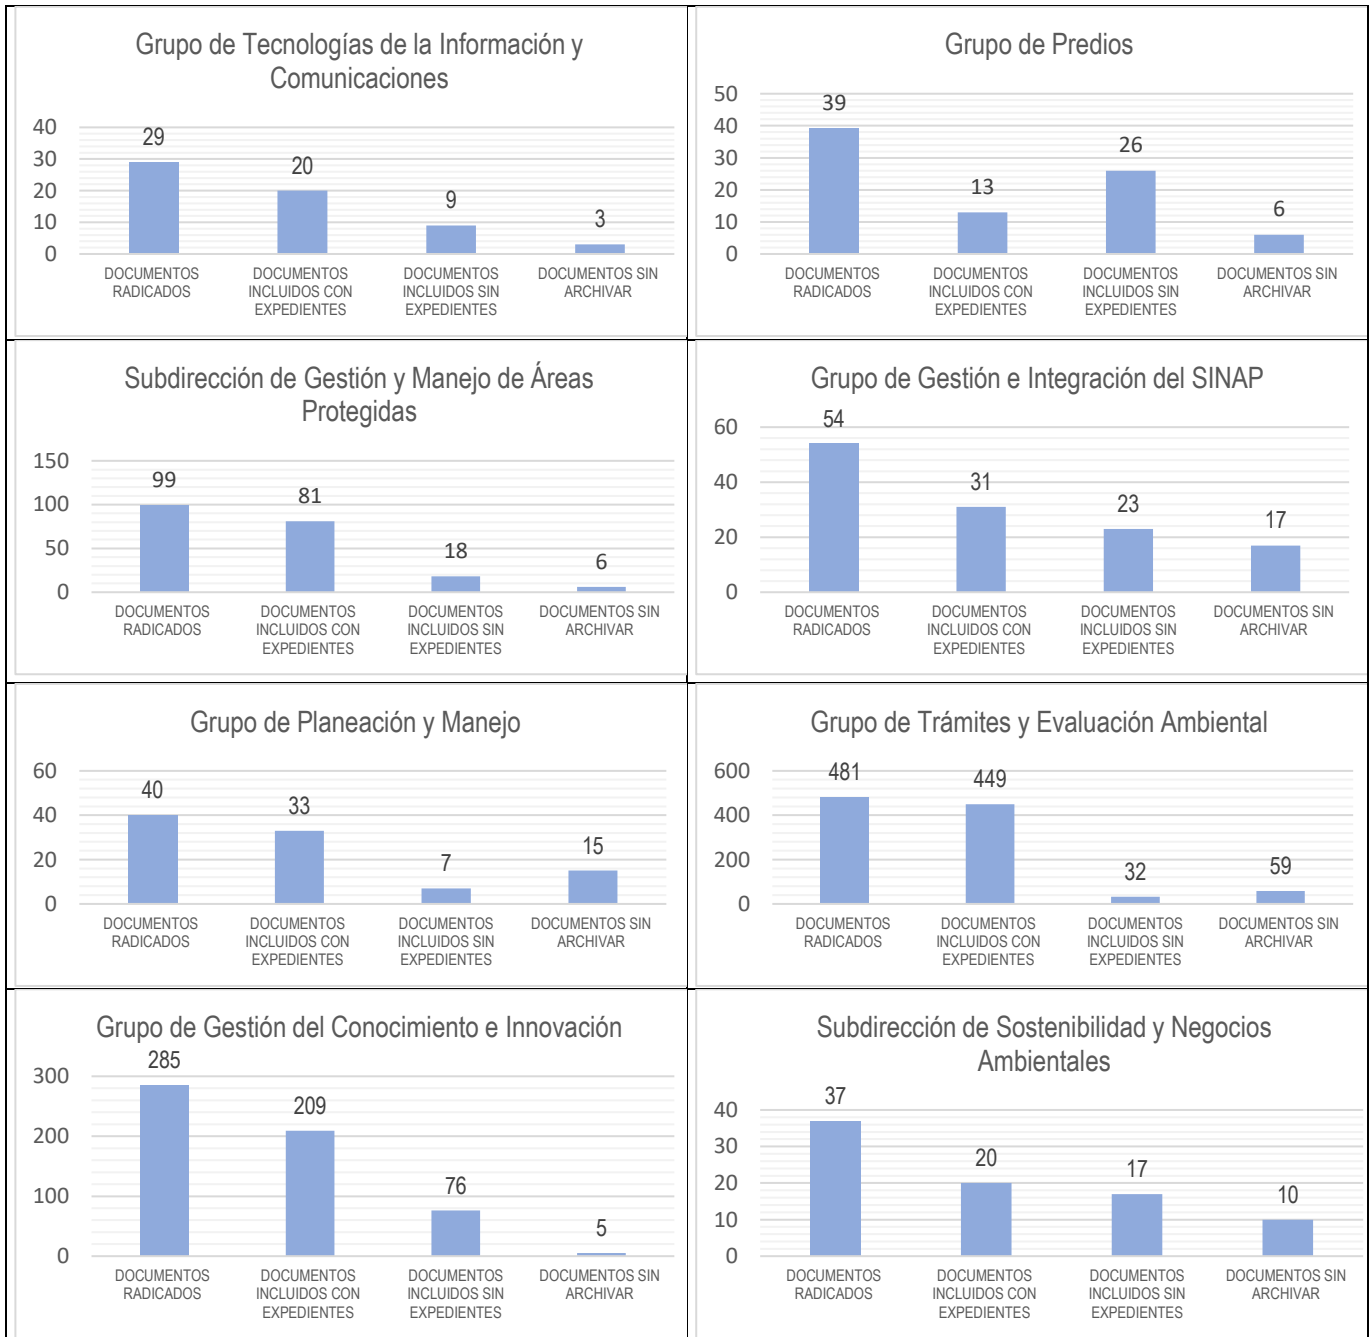 Grupo de Tecnologías de la Información y
Comunicaciones
40
30
20
10
0
29
20
9
3
DOCUMENTOS
RADICADOS
DOCUMENTOS
INCLUIDOS CON
EXPEDIENTES
DOCUMENTOS
INCLUIDOS SIN
EXPEDIENTES
DOCUMENTOS SIN
ARCHIVAR
Grupo de Predios
50
40
30
20
10
0
39
13
26
6
DOCUMENTOS
RADICADOS
DOCUMENTOS
INCLUIDOS CON
EXPEDIENTES
DOCUMENTOS
INCLUIDOS SIN
EXPEDIENTES
DOCUMENTOS SIN
ARCHIVAR
Subdirección de Gestión y Manejo de Áreas
Protegidas
150
100
50
0
99
81
18
6
DOCUMENTOS
RADICADOS
DOCUMENTOS
INCLUIDOS CON
EXPEDIENTES
DOCUMENTOS
INCLUIDOS SIN
EXPEDIENTES
DOCUMENTOS SIN
ARCHIVAR
Grupo de Gestión e Integración del SINAP
60
40
20
0
54
31
23
17
DOCUMENTOS
RADICADOS
DOCUMENTOS
INCLUIDOS CON
EXPEDIENTES
DOCUMENTOS
INCLUIDOS SIN
EXPEDIENTES
DOCUMENTOS SIN
ARCHIVAR
Grupo de Planeación y Manejo
60
40
20
0
40
33
7
15
DOCUMENTOS
RADICADOS
DOCUMENTOS
INCLUIDOS CON
EXPEDIENTES
DOCUMENTOS
INCLUIDOS SIN
EXPEDIENTES
DOCUMENTOS SIN
ARCHIVAR
Grupo de Trámites y Evaluación Ambiental
600
400
200
0
481
449
32
59
DOCUMENTOS
RADICADOS
DOCUMENTOS
INCLUIDOS CON
EXPEDIENTES
DOCUMENTOS
INCLUIDOS SIN
EXPEDIENTES
DOCUMENTOS SIN
ARCHIVAR
Grupo de Gestión del Conocimiento e Innovación
300
200
100
0
285
209
76
5
DOCUMENTOS
RADICADOS
DOCUMENTOS
INCLUIDOS CON
EXPEDIENTES
DOCUMENTOS
INCLUIDOS SIN
EXPEDIENTES
DOCUMENTOS SIN
ARCHIVAR
Subdirección de Sostenibilidad y Negocios
Ambientales
40
30
20
10
0
37
20
17
10
DOCUMENTOS
RADICADOS
DOCUMENTOS
INCLUIDOS CON
EXPEDIENTES
DOCUMENTOS
INCLUIDOS SIN
EXPEDIENTES
DOCUMENTOS SIN
ARCHIVAR